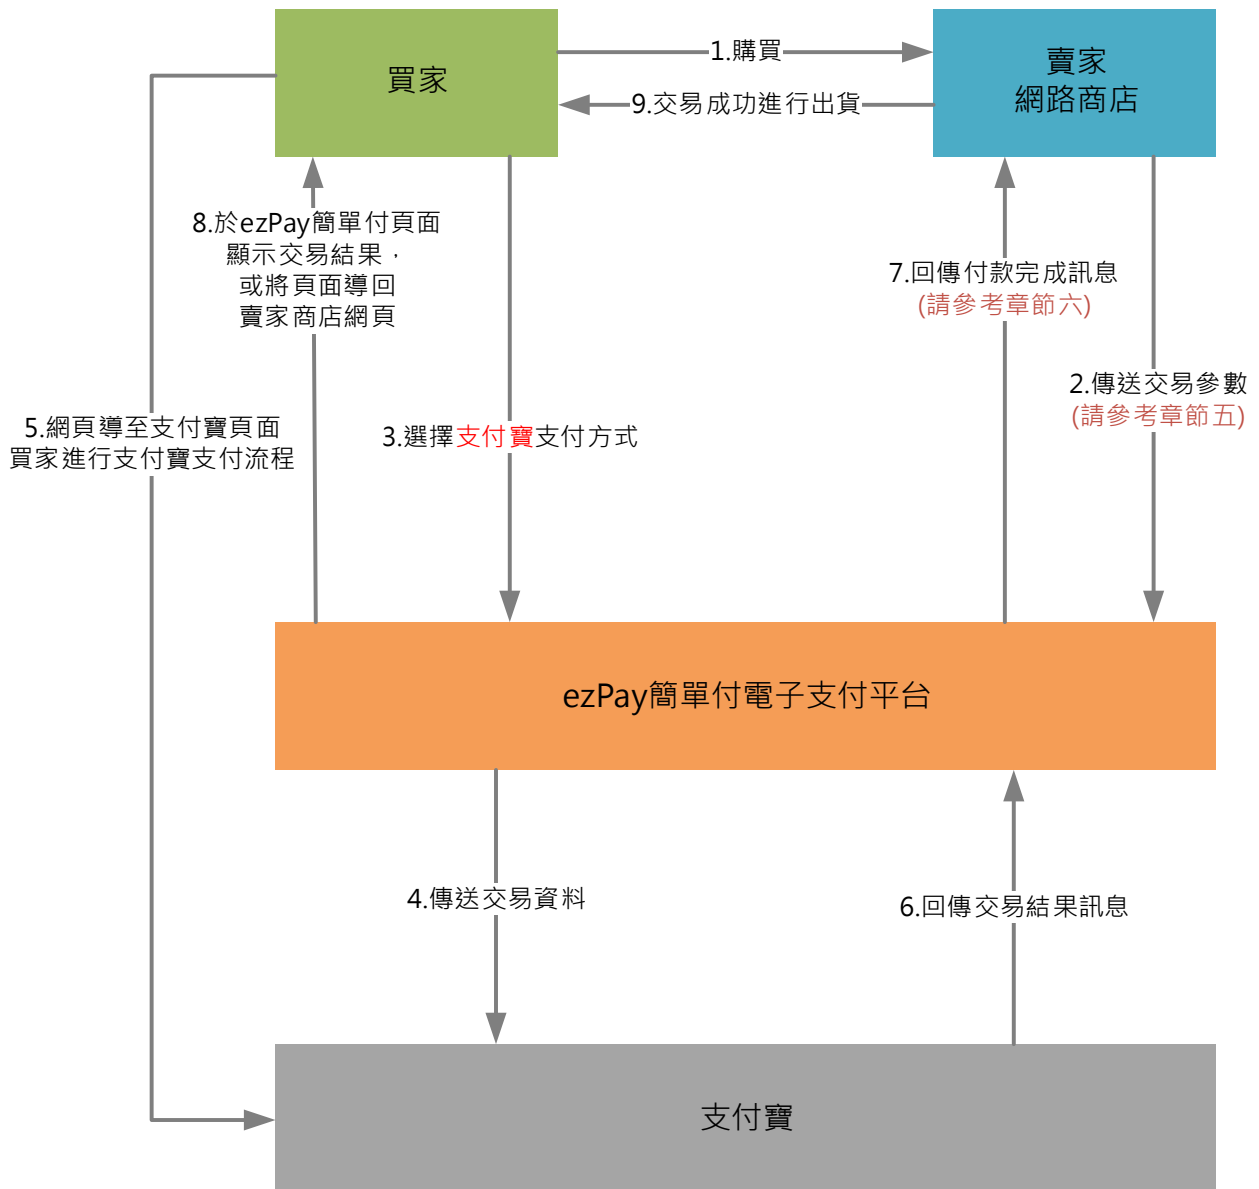 買家
1.購買
賣家
網路商店
9.交易成功進行出貨
8.於ezPay簡單付頁面
顯示交易結果，
或將頁面導回
賣家商店網頁
7.回傳付款完成訊息
(請參考章節六)
2.傳送交易參數
(請參考章節五)
5.網頁導至支付寶頁面
買家進行支付寶支付流程
3.選擇支付寶支付方式
ezPay簡單付電子支付平台
4.傳送交易資料
6.回傳交易結果訊息
支付寶